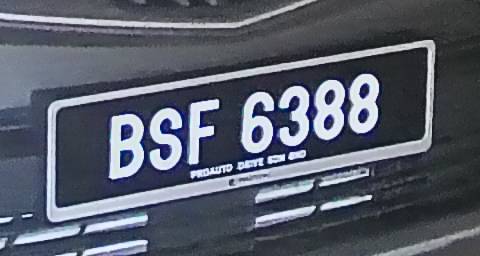 BSF 6388
PROAUTO DRIVE SDN BHD